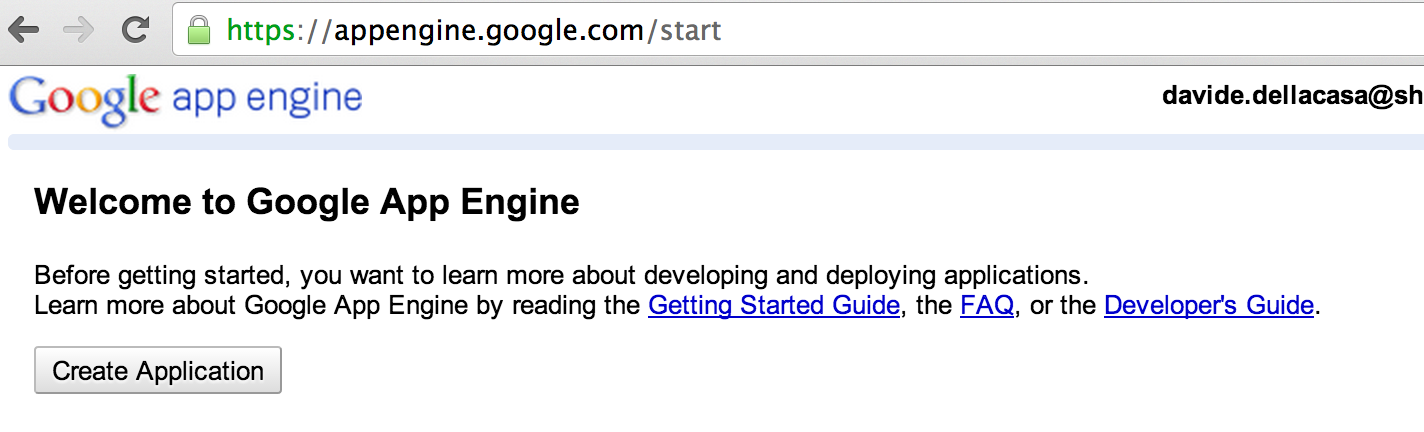 https://appengine.google.com/start
Google app engine
davide.dellacasa@sh
Welcome to Google App Engine
Before getting started, you want to learn more about developing and deploying applications.
Learn more about Google App Engine by reading the Getting Started Guide, the FAQ, or the Developer's Guide.
Create Application